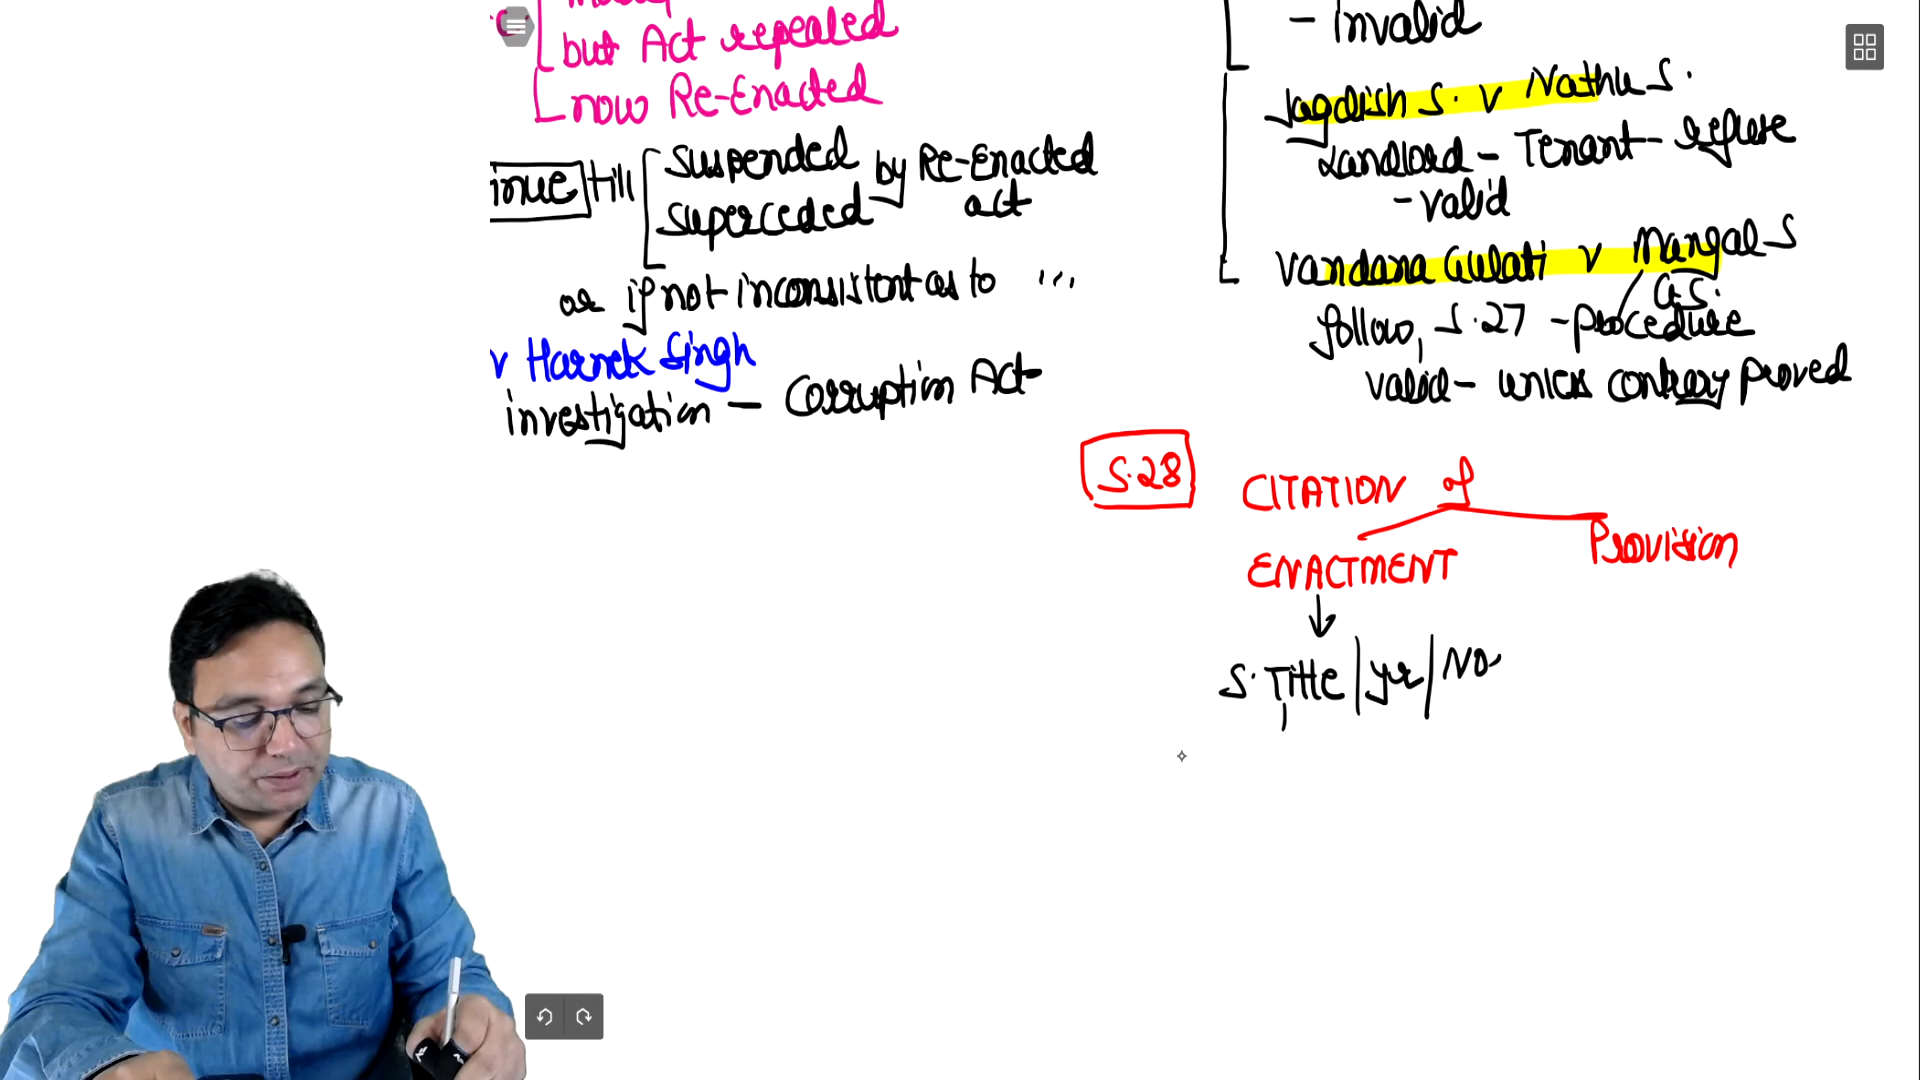 but Act repealed
now Re-Enacted
inue till
suspended
superceded
by Re-Enacted
act
or if not inconsistent as to ...
v Harnek Singh
investigation - Corruption Act
- Invalid
Jagdish S. v Nathu S.
Landlord - Tenant - refuse
- valid
Vandana Gulati v Mangal S
G.S.
follow, S.27 - procedure
valid - unless contrary proved
S.28
CITATION of
ENACTMENT
Provision
S. Title | yr | No.